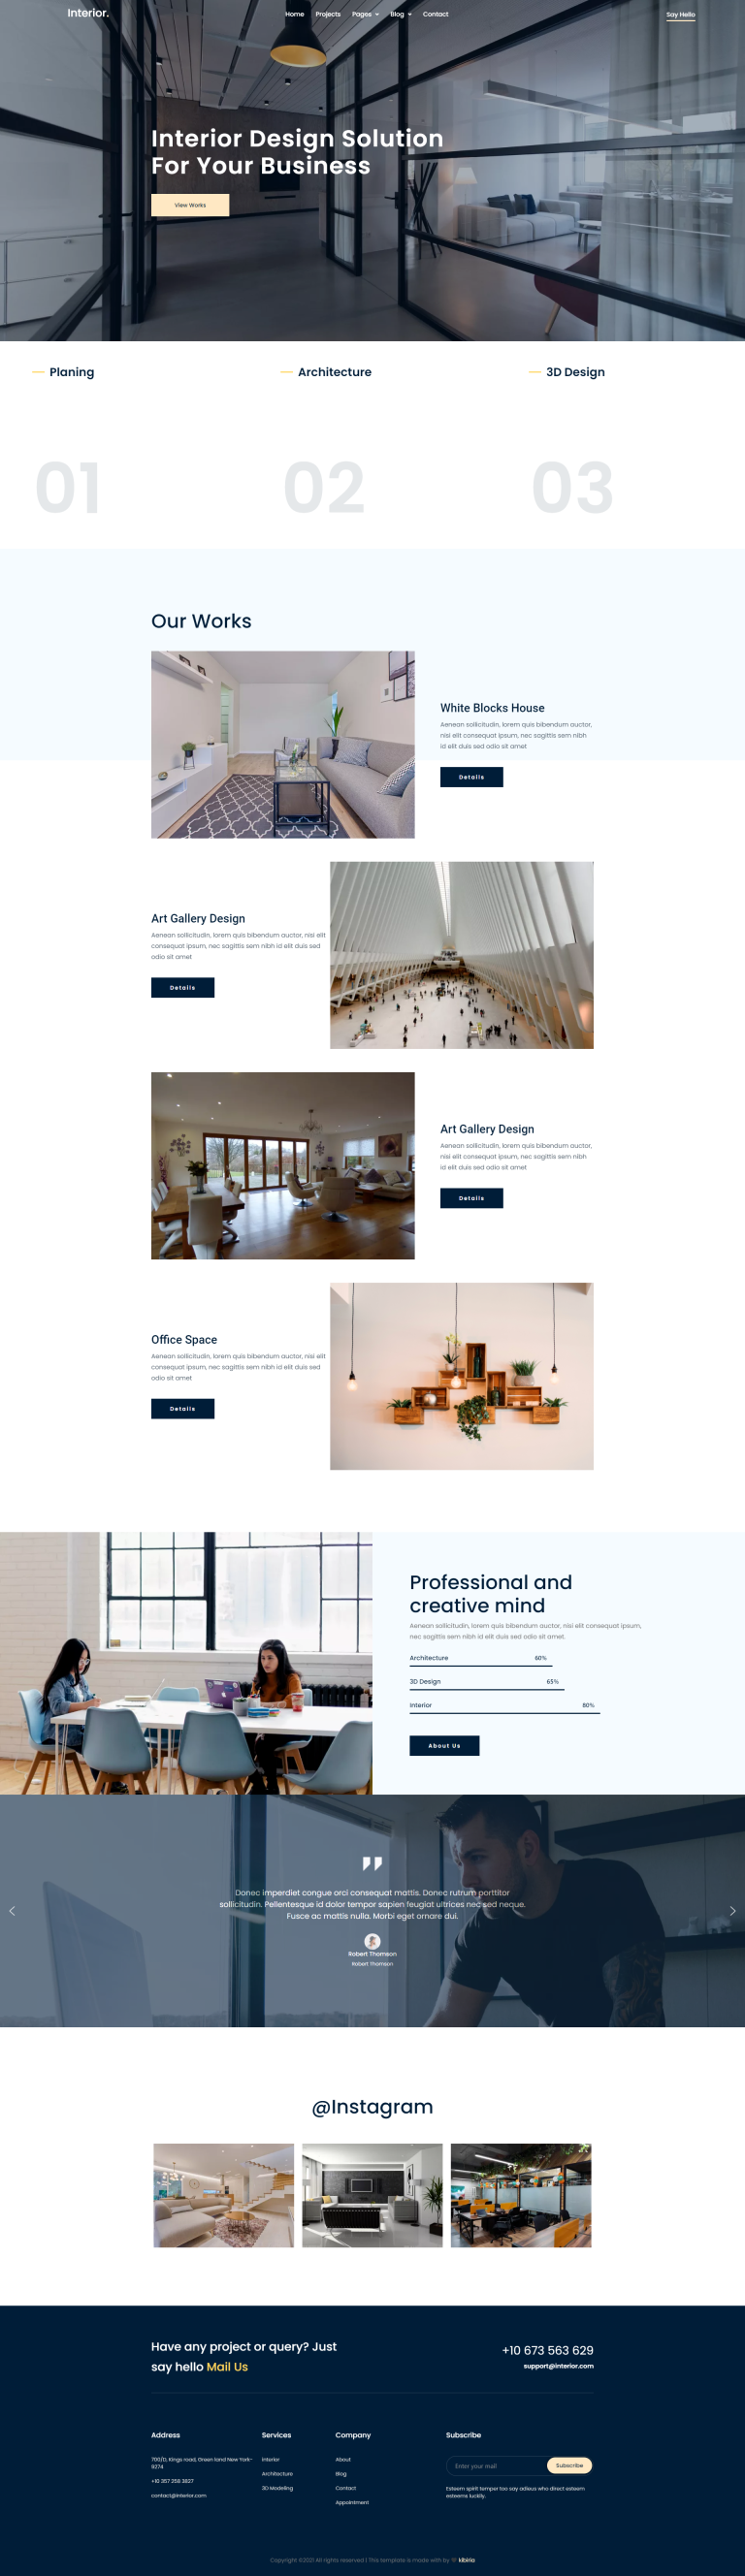 Interior.
Home Projects Pages Blog Contact
Say Hello
Interior Design Solution
For Your Business
View Works
Planing
Architecture
3D Design
01
02
03
Our Works
White Blocks House
Aenean sollicitudin, lorem quis bibendum auctor,
nisi elit consequat ipsum, nec sagittis sem nibh
id elit duis sed odio sit amet
Details
Art Gallery Design
Aenean sollicitudin, lorem quis bibendum auctor, nisi elit
consequat ipsum, nec sagittis sem nibh id elit duis sed
odio sit amet
Details
Art Gallery Design
Aenean sollicitudin, lorem quis bibendum auctor,
nisi elit consequat ipsum, nec sagittis sem nibh
id elit duis sed odio sit amet
Details
Office Space
Aenean sollicitudin, lorem quis bibendum auctor, nisi elit
consequat ipsum, nec sagittis sem nibh id elit duis sed
odio sit amet
Details
Professional and
creative mind
Aenean sollicitudin, lorem quis bibendum auctor, nisi elit consequat ipsum,
nec sagittis sem nibh id elit duis sed odio sit amet.
Architecture 60%
3D Design 65%
Interior 80%
About Us
Donec imperdiet congue orci consequat mattis. Donec rutrum porttitor
sollicitudin. Pellentesque id dolor tempor sapien feugiat ultrices nec sed neque.
Fusce ac mattis nulla. Morbi eget ornare dui.
Robert Thomson
Robert Thomson
@Instagram
Have any project or query? Just
say hello Mail Us
+10 673 563 629
support@interior.com
Address
700/D, Kings road, Green land New York-
9274
+10 357 258 3827
contact@interior.com
Services
Interior
Architecture
3D Modeling
Company
About
Blog
Contact
Appointment
Subscribe
Enter your mail
Subscribe
Esteem spirit temper too say adieus who direct esteem
esteems luckily.
Copyright ©2021 All rights reserved | This template is made with by ♡ kibiria